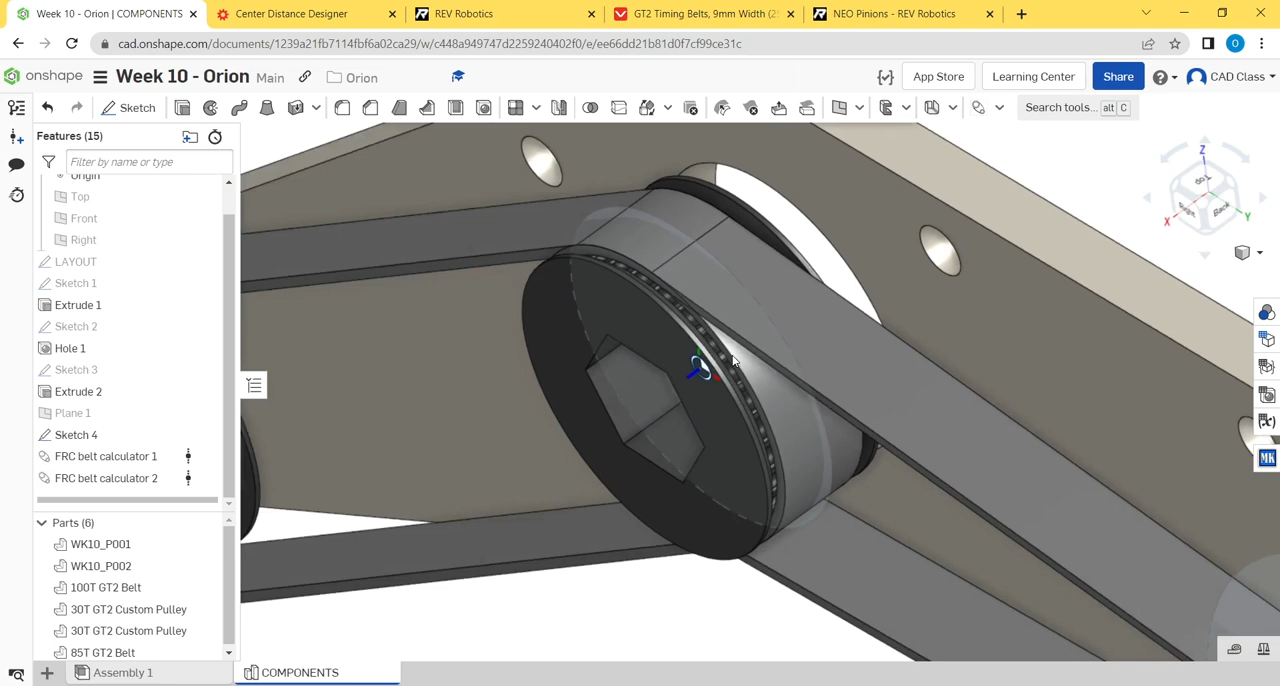 Week 10 - Orion | COMPONENTS
Center Distance Designer
REV Robotics
GT2 Timing Belts, 9mm Width (2
NEO Pinions - REV Robotics
cad.onshape.com/documents/1239a21fb7114fbf6a02ca29/w/c448a949747d3259240402f0/e/ee66dd21b81d0f7cf99ce31c
O
onshape
Week 10 - Orion
Main
Orion
App Store
Learning Center
Share
CAD Class
Sketch
Search tools...
alt C
Features (15)
Filter by name or type
Origin
Top
Front
Right
LAYOUT
Sketch 1
Extrude 1
Sketch 2
Hole 1
Sketch 3
Extrude 2
Plane 1
Sketch 4
FRC belt calculator 1
FRC belt calculator 2
Parts (6)
WK10_P001
WK10_P002
100T GT2 Belt
30T GT2 Custom Pulley
30T GT2 Custom Pulley
85T GT2 Belt
Z
Top
Right
Back
X
Y
MK
Assembly 1
COMPONENTS